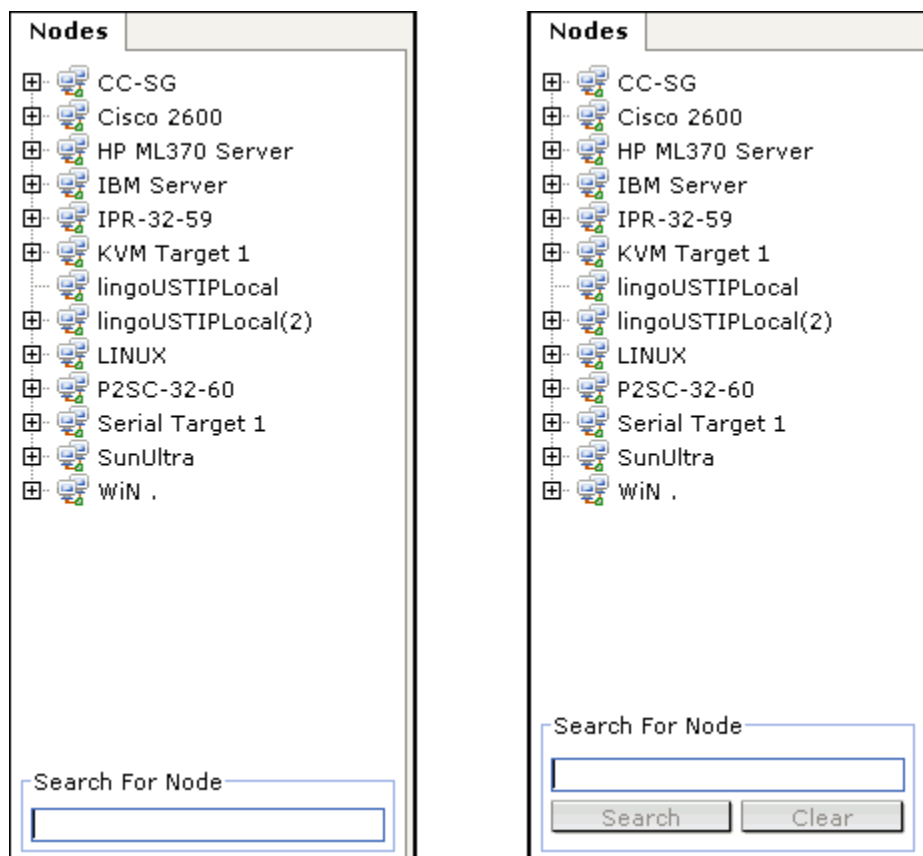 Nodes
CC-SG
Cisco 2600
HP ML370 Server
IBM Server
IPR-32-59
KVM Target 1
lingoUSTIPLocal
lingoUSTIPLocal(2)
LINUX
P2SC-32-60
Serial Target 1
SunUltra
WiN .
Search For Node
Nodes
CC-SG
Cisco 2600
HP ML370 Server
IBM Server
IPR-32-59
KVM Target 1
lingoUSTIPLocal
lingoUSTIPLocal(2)
LINUX
P2SC-32-60
Serial Target 1
SunUltra
WiN .
Search For Node
Search Clear